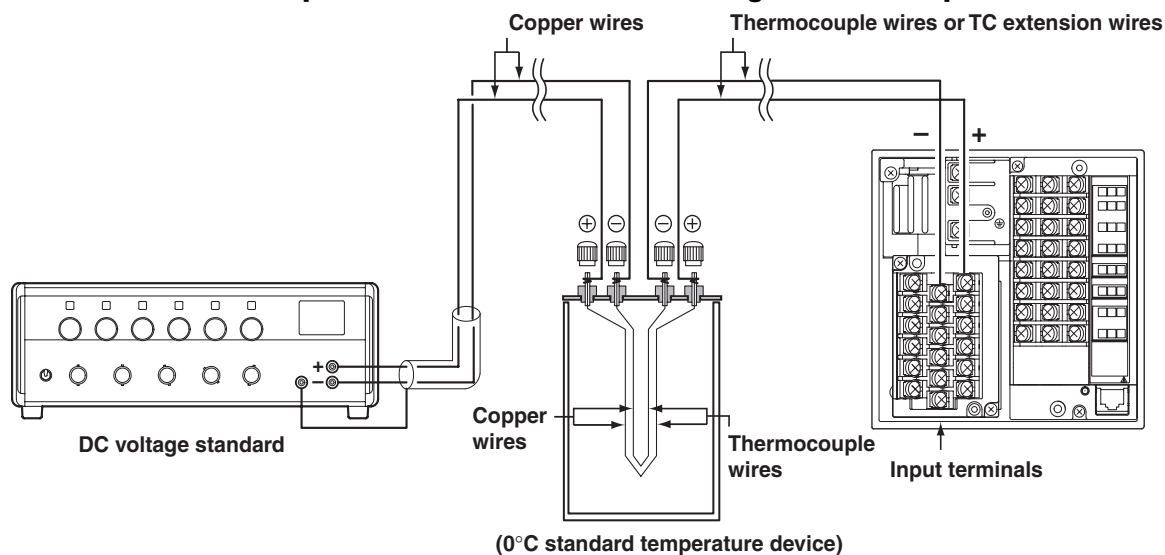 Copper wires
Thermocouple wires or TC extension wires
− +
⊕ ⊖ ⊖ ⊕
+
−
Copper
wires
Thermocouple
wires
DC voltage standard
Input terminals
(0°C standard temperature device)